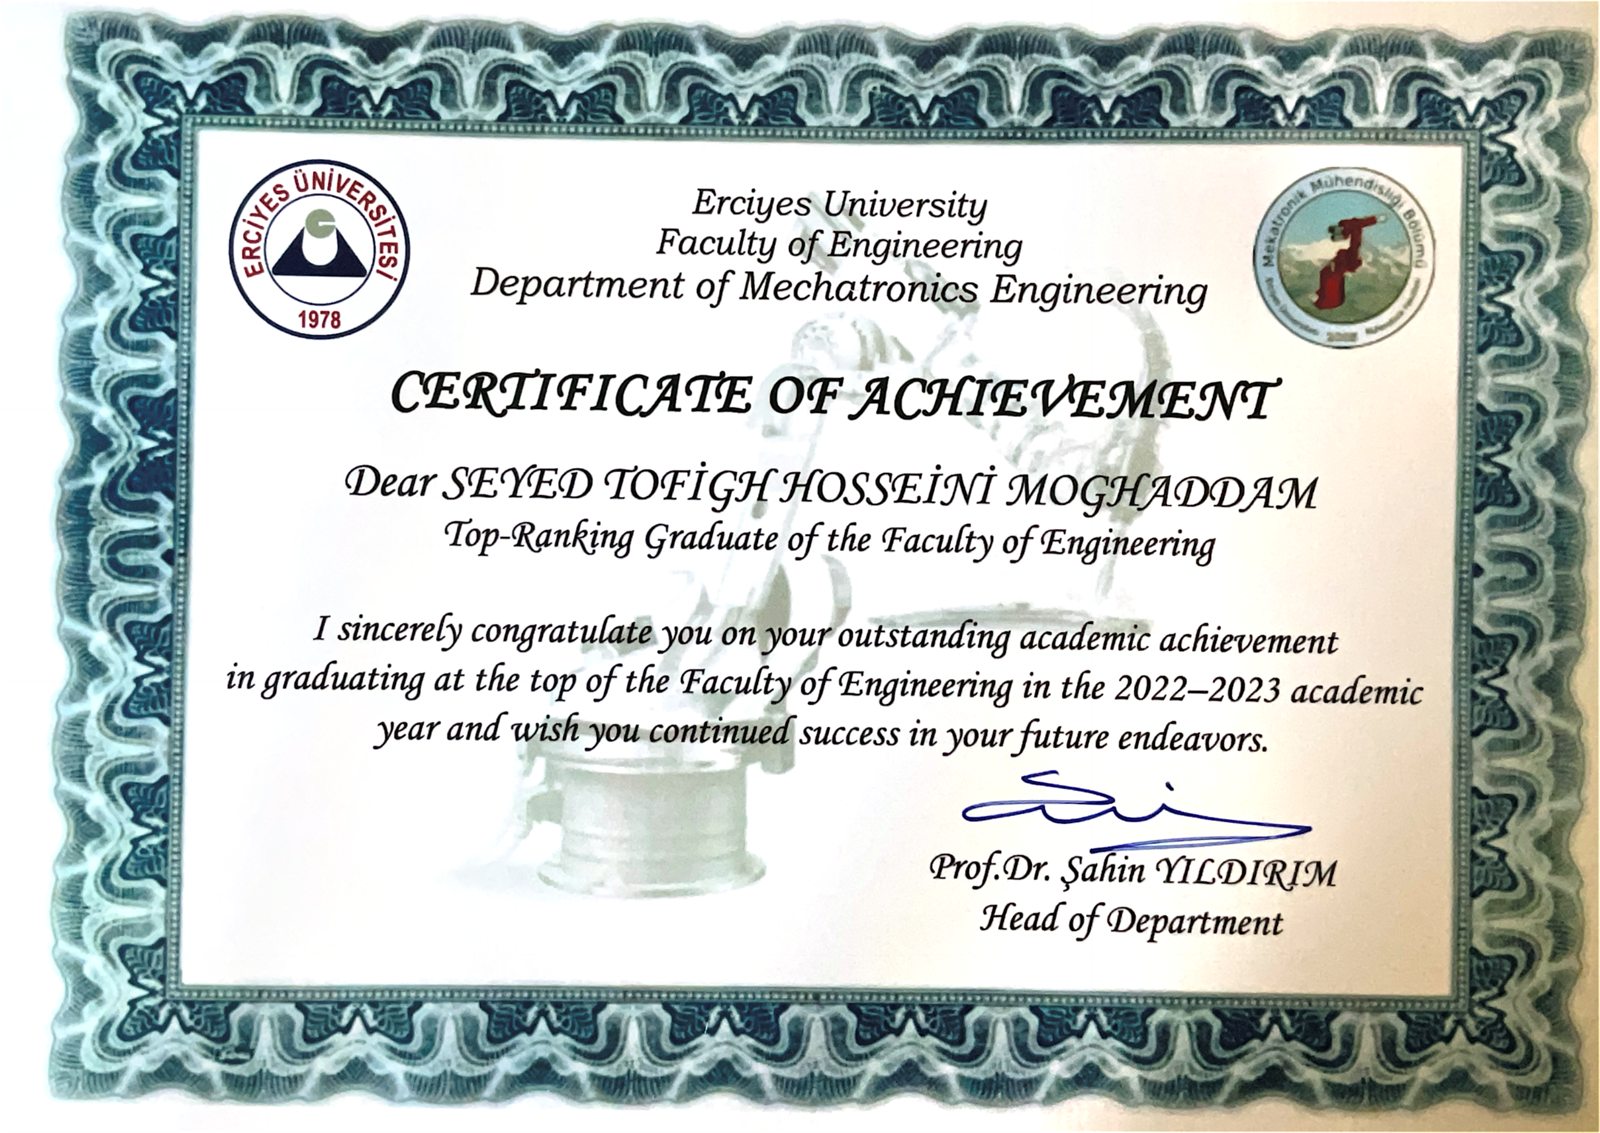 ERCİYES ÜNİVERSİTESİ
1978
Erciyes University
Faculty of Engineering
Department of Mechatronics Engineering
Mekatronik Mühendisliği Bölümü
CERTIFICATE OF ACHIEVEMENT
Dear SEYED TOFİGH HOSSEİNİ MOGHADDAM
Top-Ranking Graduate of the Faculty of Engineering
I sincerely congratulate you on your outstanding academic achievement
in graduating at the top of the Faculty of Engineering in the 2022–2023 academic
year and wish you continued success in your future endeavors.
Prof.Dr. Şahin YILDIRIM
Head of Department